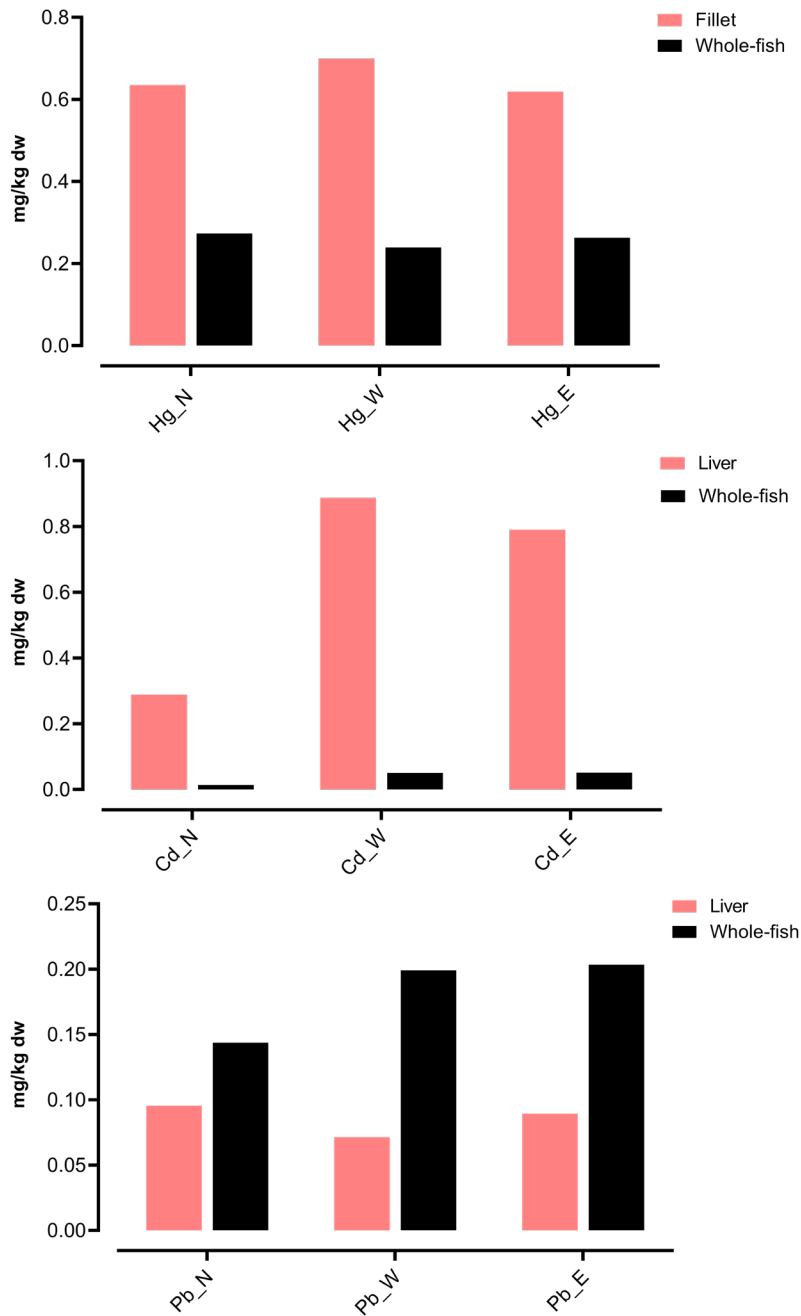 0.8
0.6
0.4
0.2
0.0
mg/kg dw
Fillet
Whole-fish
Hg_N
Hg_W
Hg_E
1.0
0.8
0.6
0.4
0.2
0.0
mg/kg dw
Liver
Whole-fish
Cd_N
Cd_W
Cd_E
0.25
0.20
0.15
0.10
0.05
0.00
mg/kg dw
Liver
Whole-fish
Pb_N
Pb_W
Pb_E